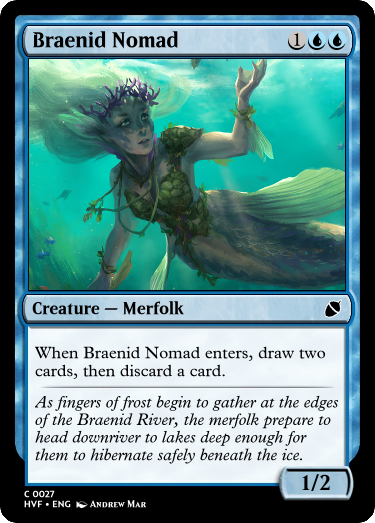 Braenid Nomad 1UU
Creature — Merfolk
When Braenid Nomad enters, draw two
cards, then discard a card.
As fingers of frost begin to gather at the edges
of the Braenid River, the merfolk prepare to
head downriver to lakes deep enough for
them to hibernate safely beneath the ice.
1/2
C 0027
HVF • ENG Andrew Mar